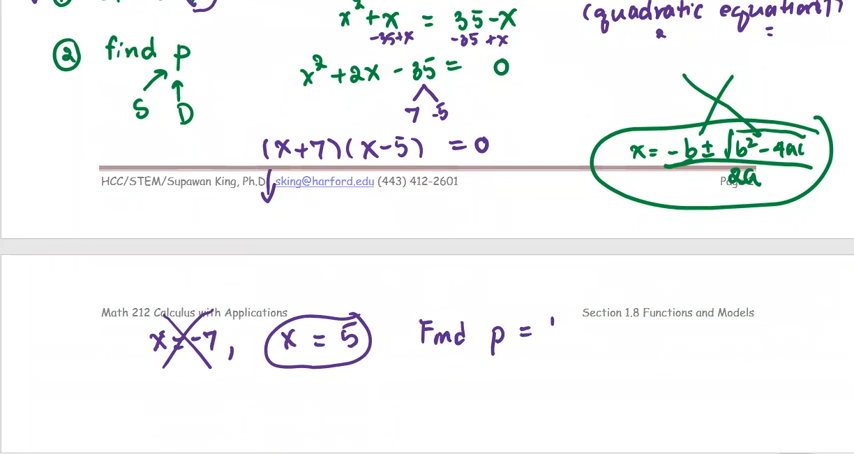 x² + x = 35 - x
(quadratic equation!)
-35+x -35 +x
② find p
S D
x² + 2x - 35 = 0
7 -5
(x+7)(x-5) = 0
x = -b ± √b² - 4ac
2a
HCC/STEM/Supawan King, Ph.D. sking@harford.edu (443) 412-2601
Math 212 Calculus with Applications Section 1.8 Functions and Models
x = -7, x = 5 Find p =